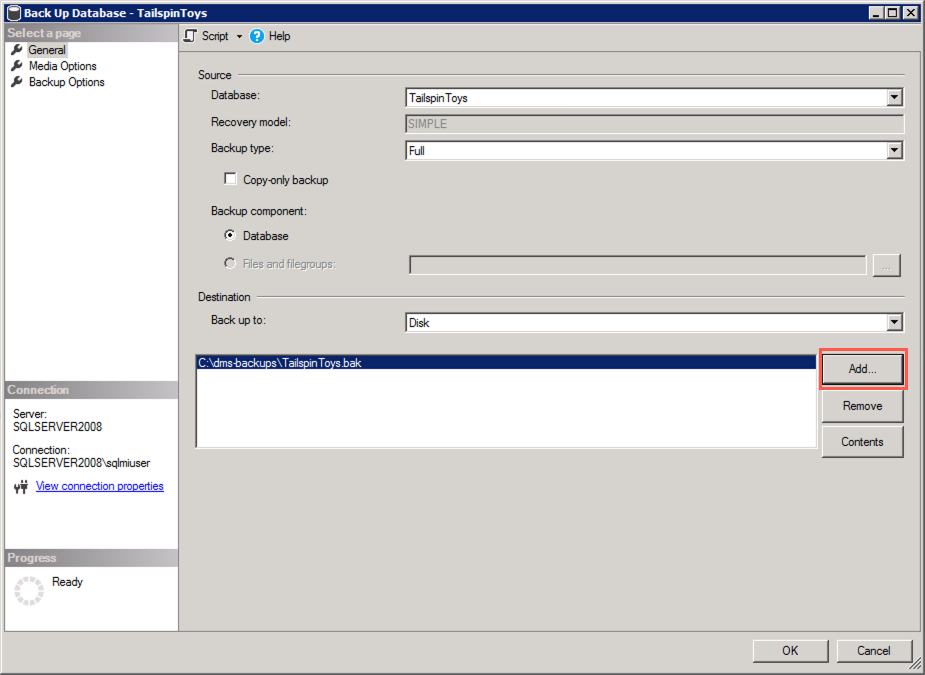 Back Up Database - TailspinToys
Select a page
General
Media Options
Backup Options
Script
Help
Source
Database:
TailspinToys
Recovery model:
SIMPLE
Backup type:
Full
Copy-only backup
Backup component:
Database
Files and filegroups:
...
Destination
Back up to:
Disk
C:\dms-backups\TailspinToys.bak
Add...
Remove
Contents
Connection
Server:
SQLSERVER2008
Connection:
SQLSERVER2008\sqlmiuser
View connection properties
Progress
Ready
OK
Cancel